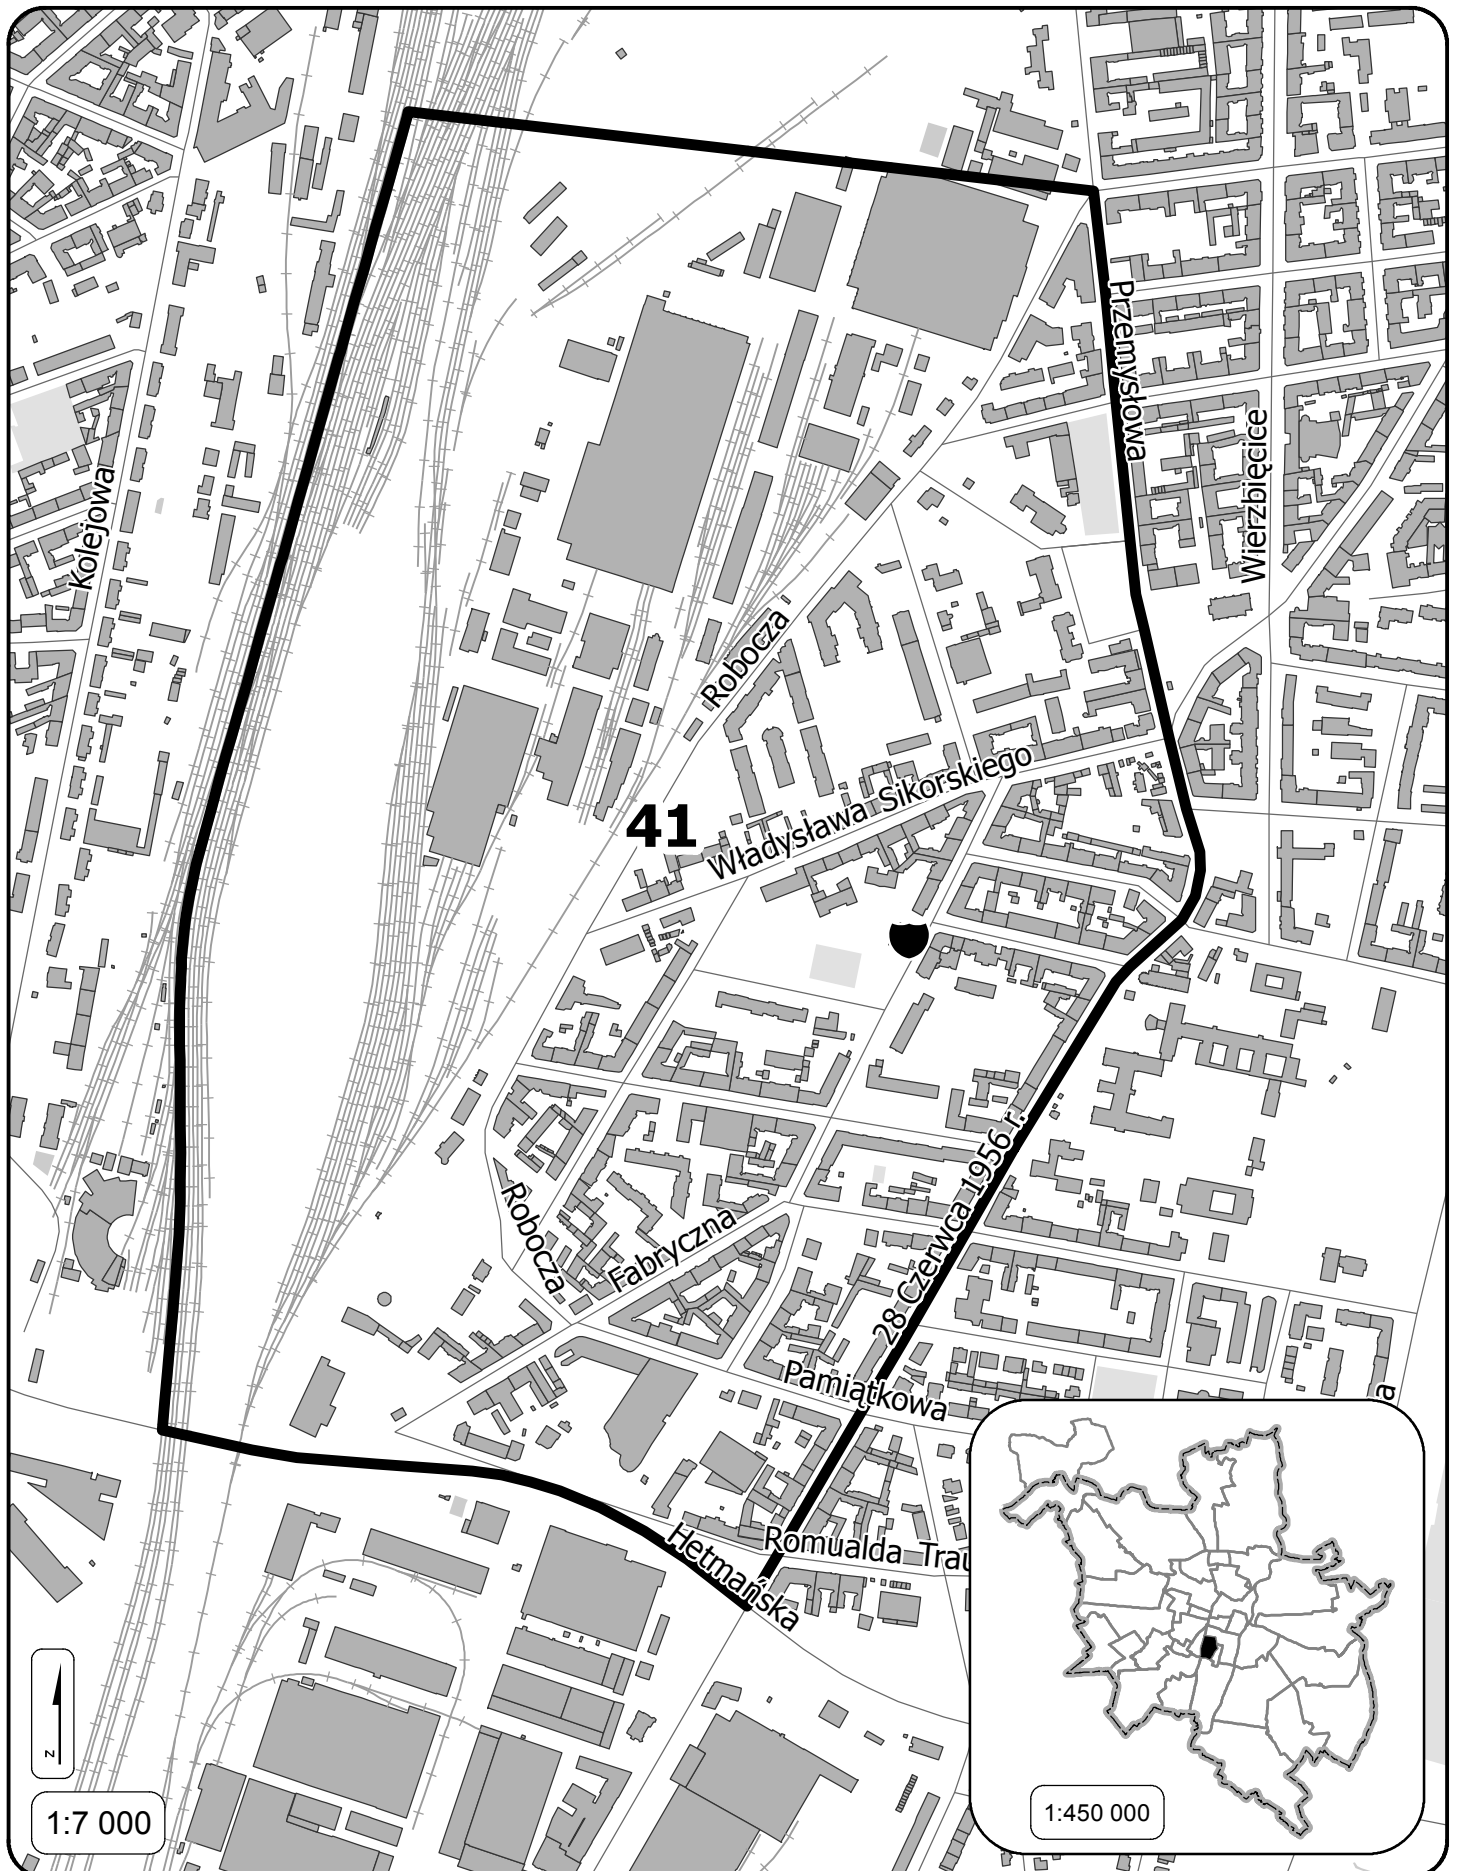 Przemysłowa
Wierzbięcice
Kolejowa
Robocza
41
Władysława Sikorskiego
28 Czerwca 1956 r.
Robocza
Fabryczna
Pamiątkowa
a
Hetmańska
Romualda Trau
N
1:7 000
1:450 000